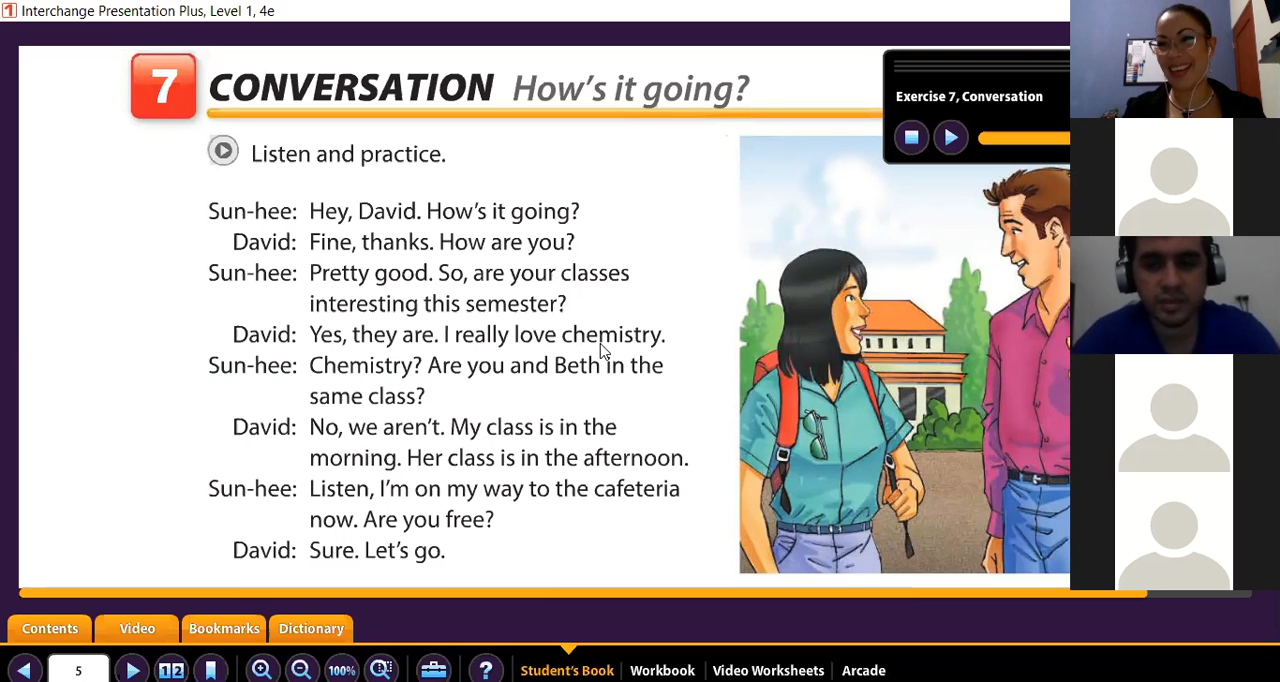 Interchange Presentation Plus, Level 1, 4e
7 CONVERSATION How's it going?
Exercise 7, Conversation
Listen and practice.
Sun-hee: Hey, David. How's it going?
David: Fine, thanks. How are you?
Sun-hee: Pretty good. So, are your classes
interesting this semester?
David: Yes, they are. I really love chemistry.
Sun-hee: Chemistry? Are you and Beth in the
same class?
David: No, we aren't. My class is in the
morning. Her class is in the afternoon.
Sun-hee: Listen, I'm on my way to the cafeteria
now. Are you free?
David: Sure. Let's go.
Contents Video Bookmarks Dictionary
5 1 2 100% ? Student's Book Workbook Video Worksheets Arcade